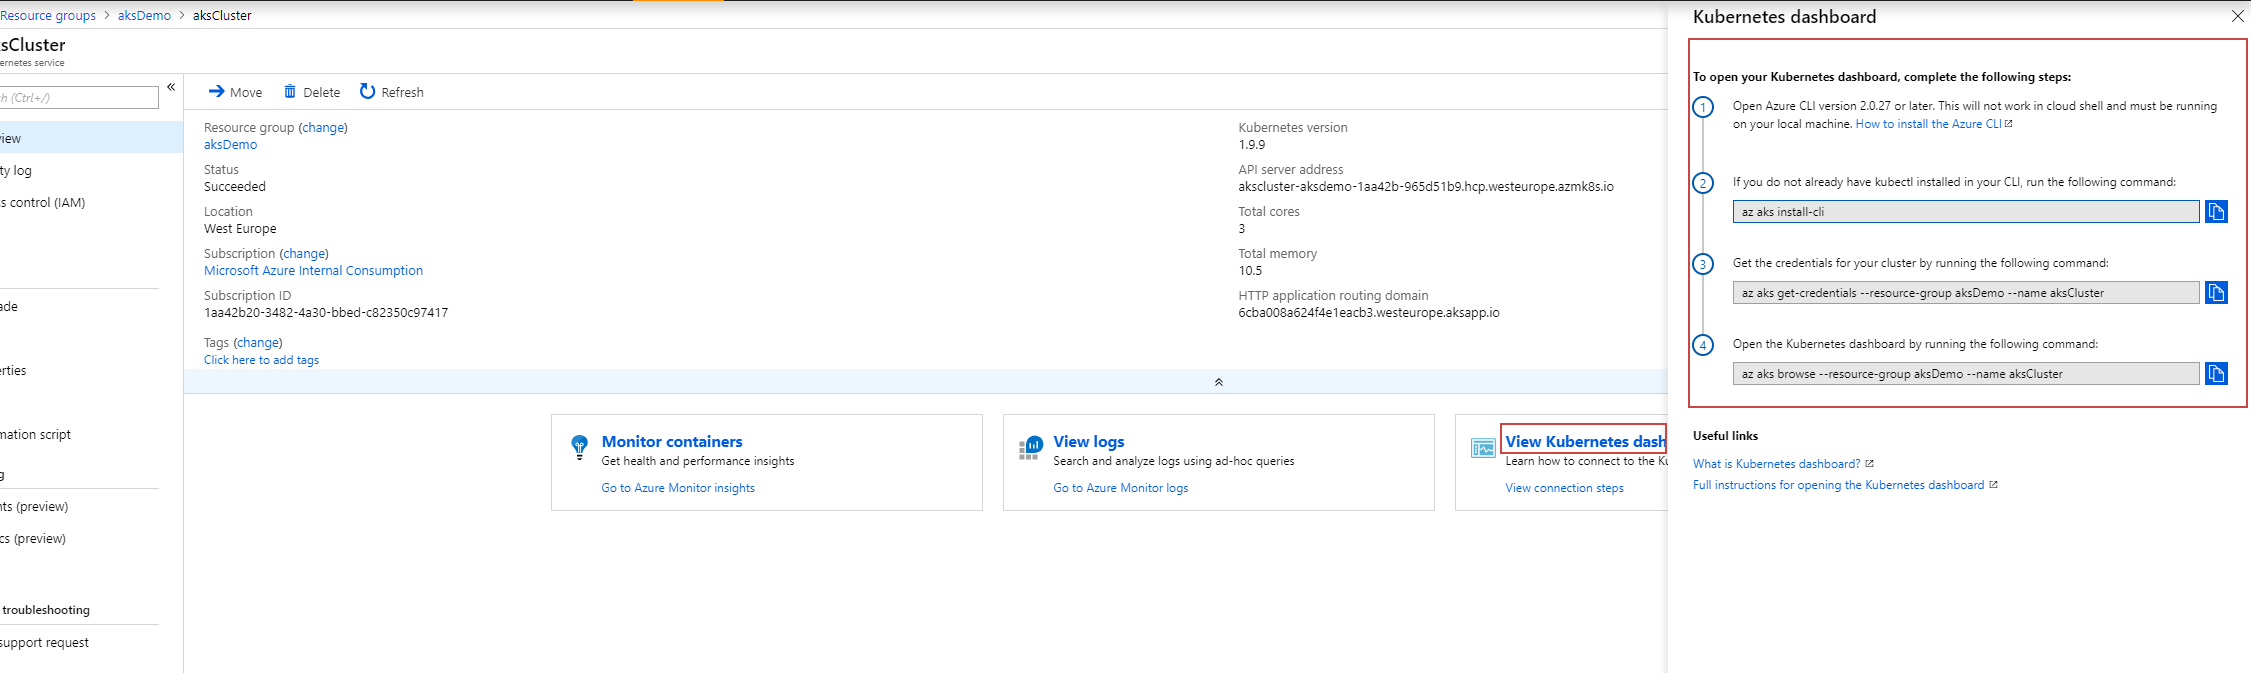 Resource groups > aksDemo > aksCluster
sCluster
ernetes service
h (Ctrl+/)
«
iew
ty log
s control (IAM)
ade
erties
mation script
g
nts (preview)
cs (preview)
troubleshooting
support request
Move Delete Refresh
Resource group (change)
aksDemo
Status
Succeeded
Location
West Europe
Subscription (change)
Microsoft Azure Internal Consumption
Subscription ID
1aa42b20-3482-4a30-bbed-c82350c97417
Tags (change)
Click here to add tags
Kubernetes version
1.9.9
API server address
akscluster-aksdemo-1aa42b-965d51b9.hcp.westeurope.azmk8s.io
Total cores
3
Total memory
10.5
HTTP application routing domain
6cba008a624f4e1eacb3.westeurope.aksapp.io
Monitor containers
Get health and performance insights
Go to Azure Monitor insights
View logs
Search and analyze logs using ad-hoc queries
Go to Azure Monitor logs
View Kubernetes dash
Learn how to connect to the Ku
View connection steps
Kubernetes dashboard
To open your Kubernetes dashboard, complete the following steps:
1 Open Azure CLI version 2.0.27 or later. This will not work in cloud shell and must be running
on your local machine. How to install the Azure CLI
2 If you do not already have kubectl installed in your CLI, run the following command:
az aks install-cli
3 Get the credentials for your cluster by running the following command:
az aks get-credentials --resource-group aksDemo --name aksCluster
4 Open the Kubernetes dashboard by running the following command:
az aks browse --resource-group aksDemo --name aksCluster
Useful links
What is Kubernetes dashboard?
Full instructions for opening the Kubernetes dashboard